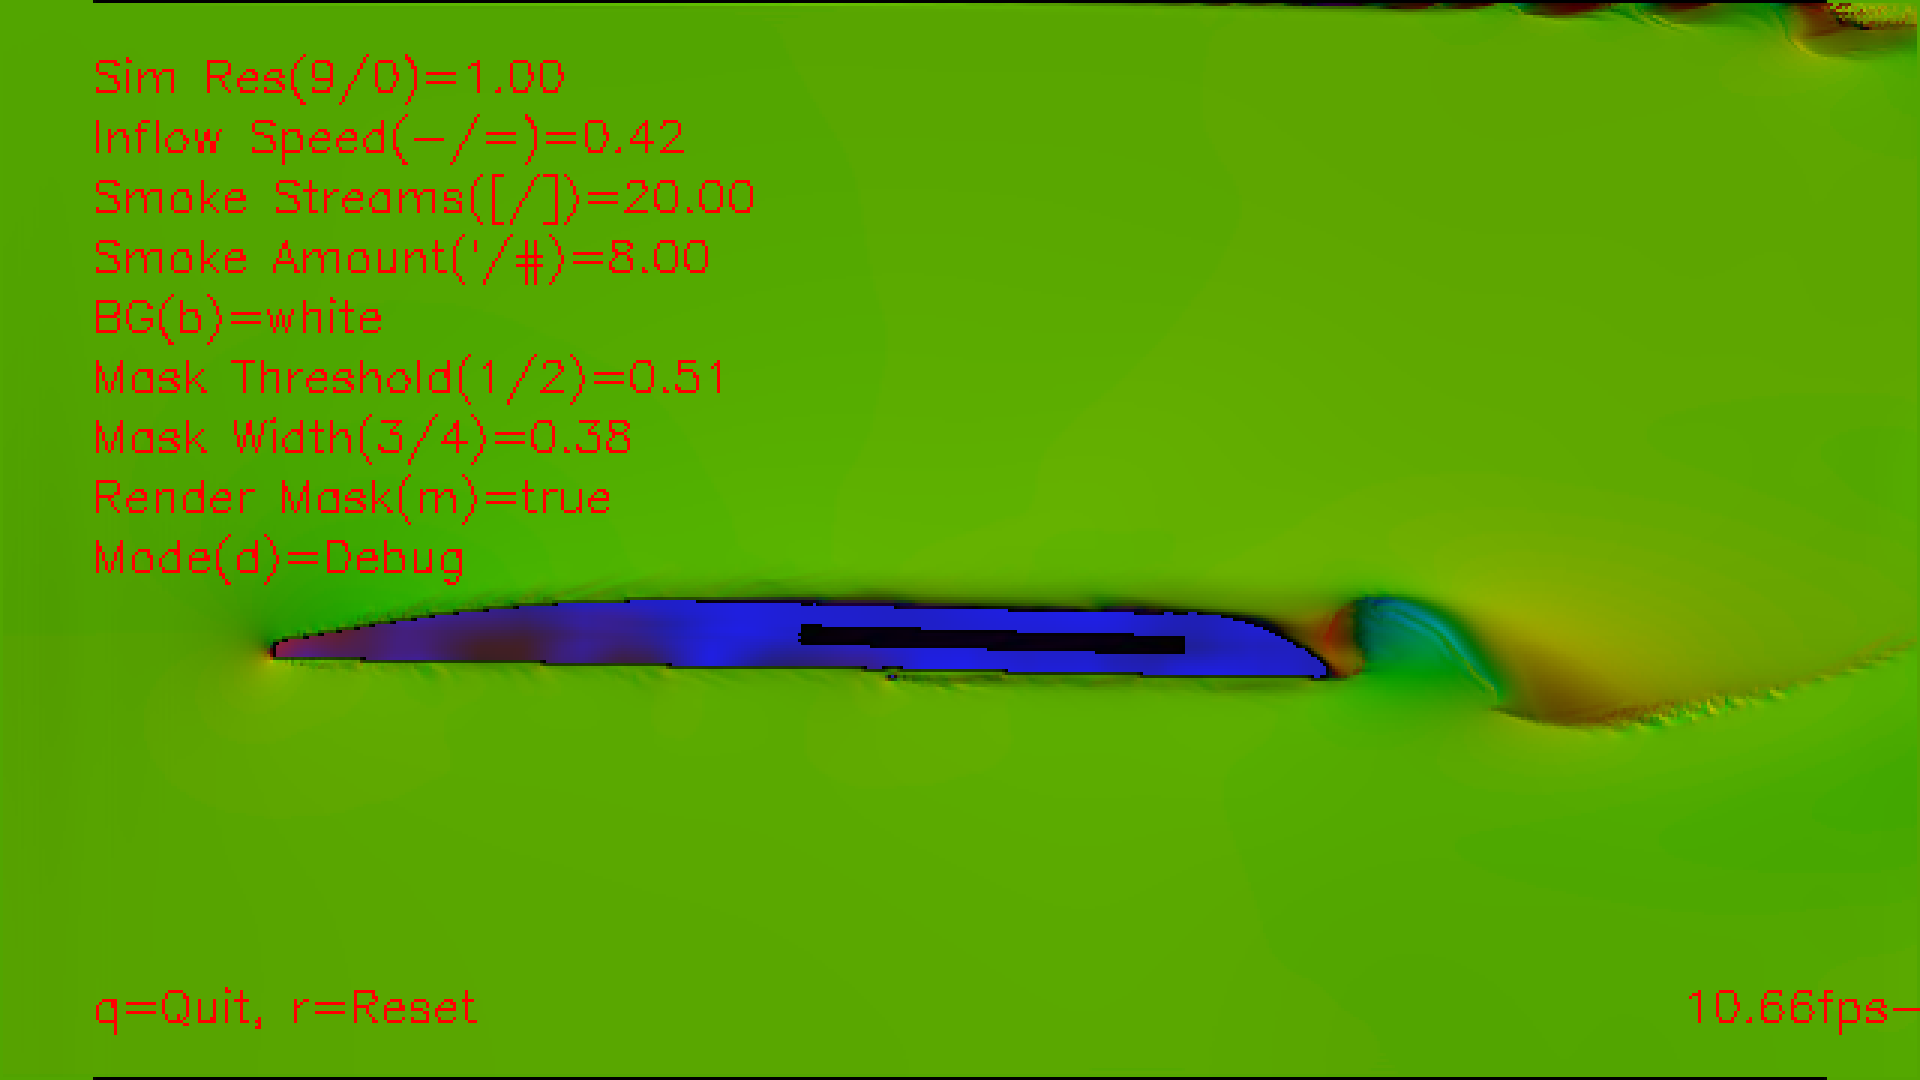 Sim Res(9/0)=1.00
Inflow Speed(-/=)=0.42
Smoke Streams([/])=20.00
Smoke Amount('/#)=8.00
BG(b)=white
Mask Threshold(1/2)=0.51
Mask Width(3/4)=0.38
Render Mask(m)=true
Mode(d)=Debug
q=Quit, r=Reset
10.66fps-